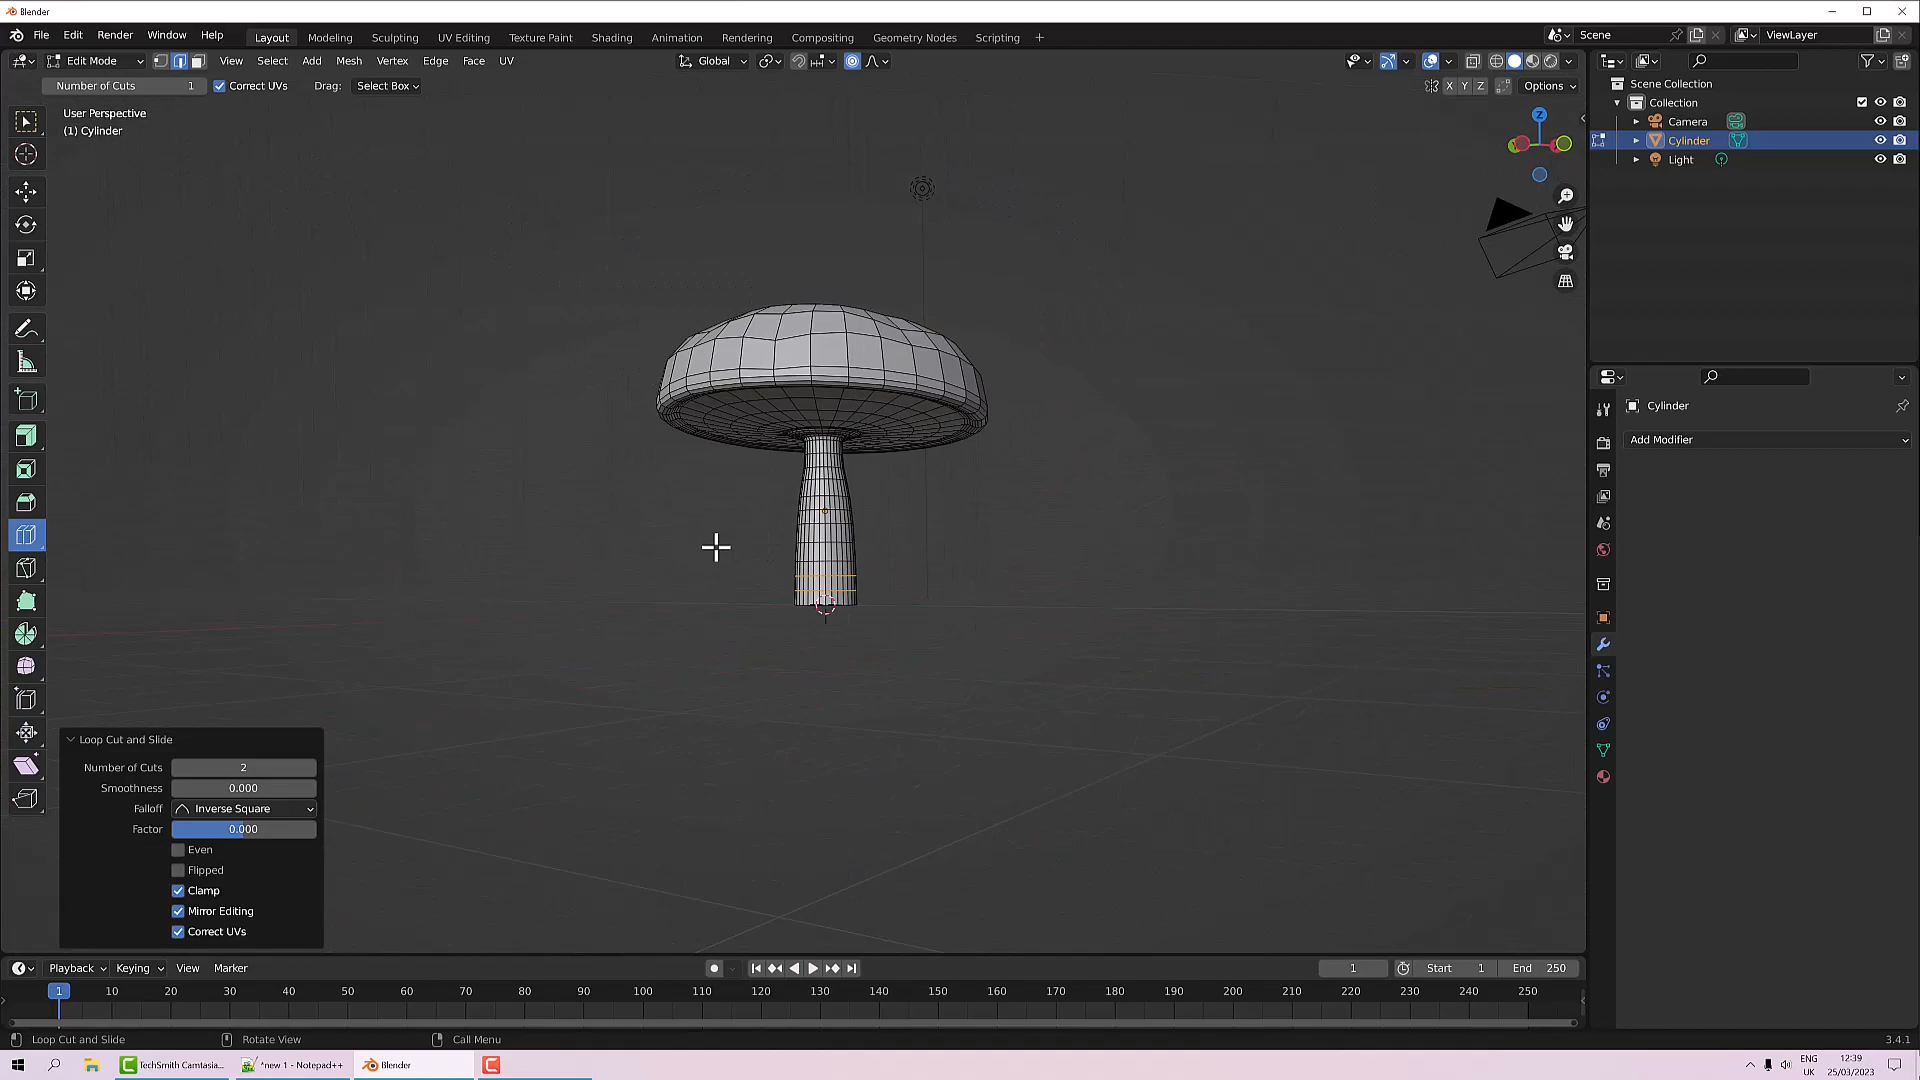 Blender
File Edit Render Window Help Layout Modeling Sculpting UV Editing Texture Paint Shading Animation Rendering Compositing Geometry Nodes Scripting + Scene ViewLayer
Edit Mode View Select Add Mesh Vertex Edge Face UV Global
Number of Cuts 1 Correct UVs Drag: Select Box X Y Z Options
User Perspective
(1) Cylinder
Z
Scene Collection
Collection
Camera
Cylinder
Light
Cylinder
Add Modifier
Loop Cut and Slide
Number of Cuts 2
Smoothness 0.000
Falloff Inverse Square
Factor 0.000
Even
Flipped
Clamp
Mirror Editing
Correct UVs
Playback Keying View Marker 1 Start 1 End 250
1 10 20 30 40 50 60 70 80 90 100 110 120 130 140 150 160 170 180 190 200 210 220 230 240 250
Loop Cut and Slide Rotate View Call Menu 3.4.1
TechSmith Camtasia... *new 1 - Notepad++ Blender
ENG
UK
12:39
25/03/2023